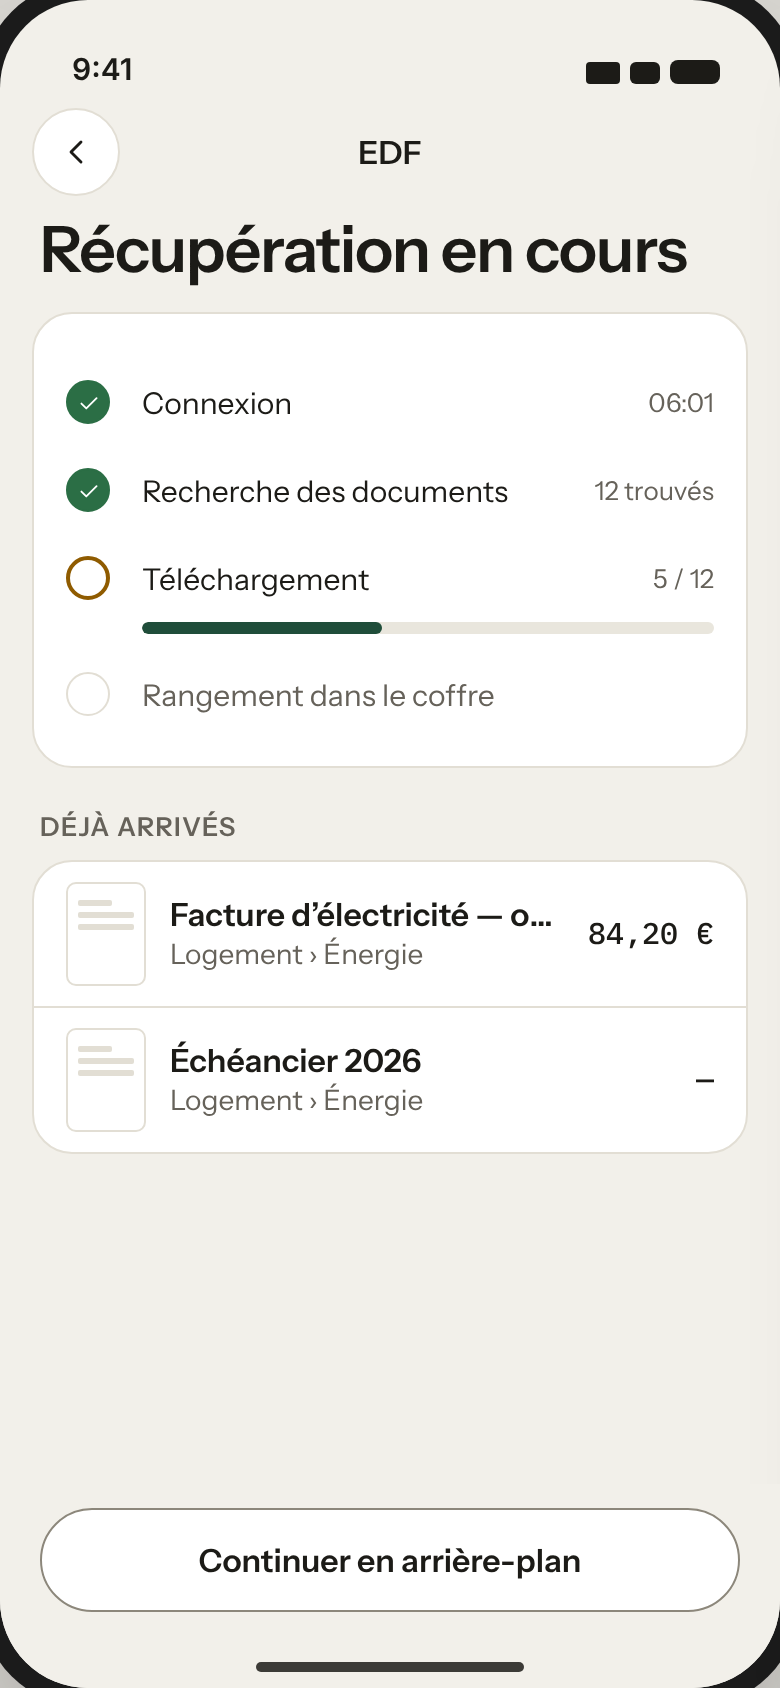 9:41
EDF
Récupération en cours
Connexion 06:01
Recherche des documents 12 trouvés
Téléchargement 5 / 12
Rangement dans le coffre
DÉJÀ ARRIVÉS
Facture d’électricité — o… 84,20 €
Logement › Énergie
Échéancier 2026 —
Logement › Énergie
Continuer en arrière-plan